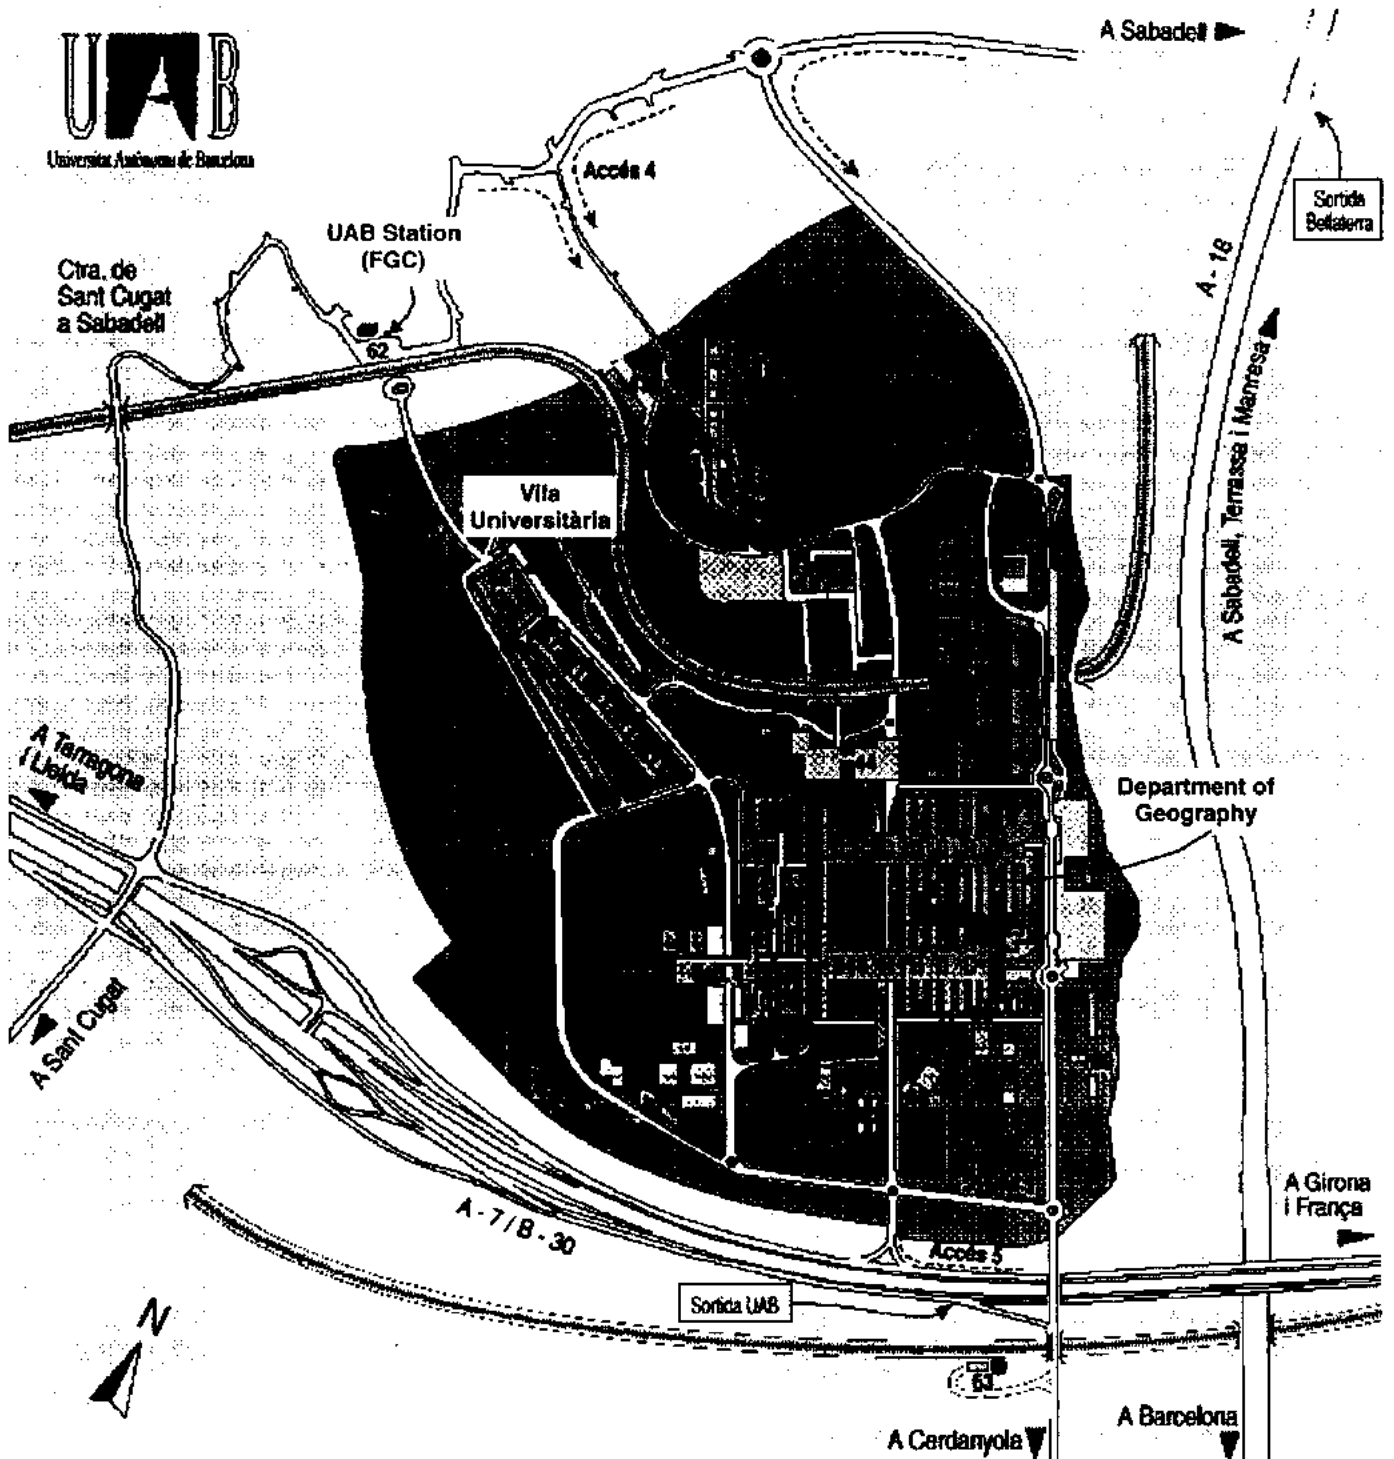 A Sabadell
UAB
Universitat Autònoma de Barcelona
Accés 4
Sortida
Bellaterra
UAB Station
(FGC)
Ctra. de
Sant Cugat
a Sabadell
62
A - 18
A Sabadell, Terrassa i Manresa
Vila
Universitària
A Tarragona
i Lleida
Department of
Geography
A Sant Cugat
A - 7 / B - 30
A Girona
i França
Accés 5
Sortida UAB
N
63
A Cerdanyola
A Barcelona